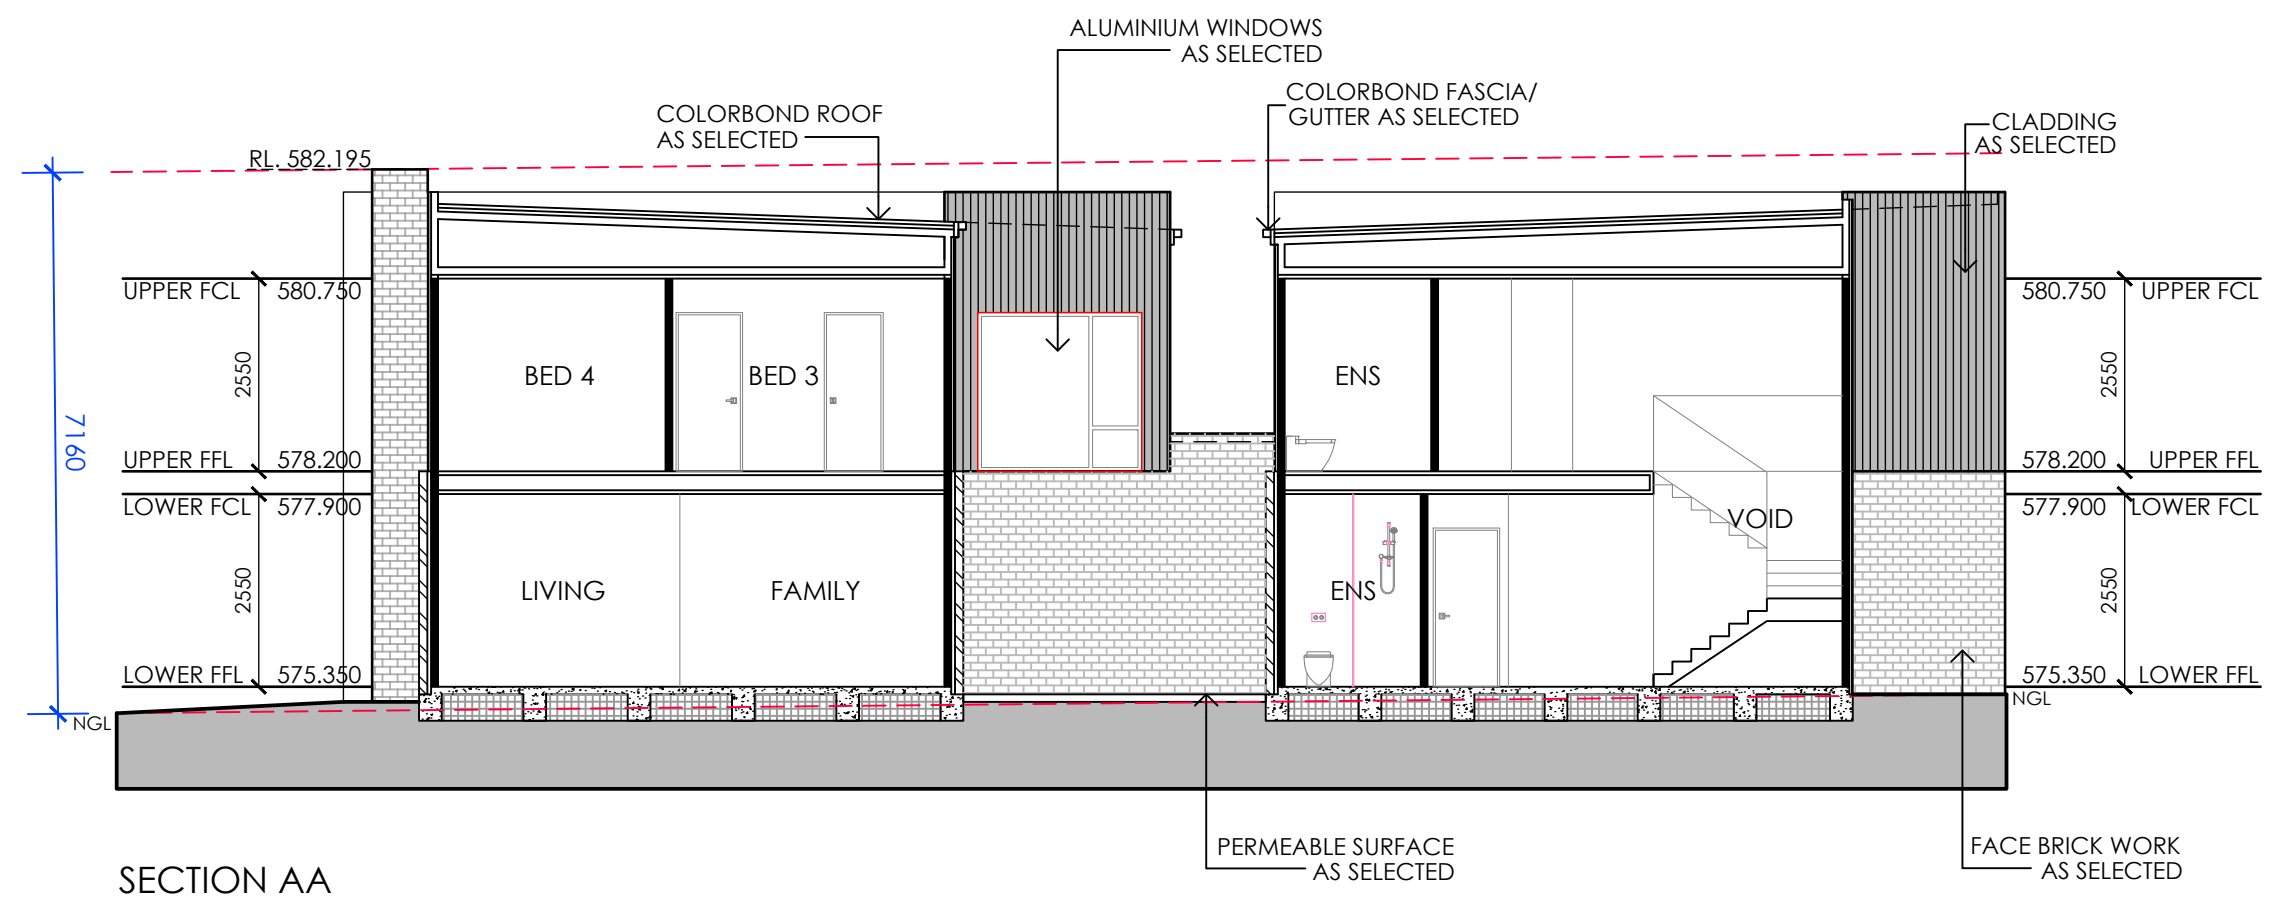 ALUMINIUM WINDOWS
AS SELECTED
COLORBOND ROOF
AS SELECTED
COLORBOND FASCIA/
GUTTER AS SELECTED
CLADDING
AS SELECTED
RL. 582.195
UPPER FCL 580.750
580.750 UPPER FCL
2550
2550
BED 4
BED 3
ENS
7160
UPPER FFL 578.200
578.200 UPPER FFL
LOWER FCL 577.900
577.900 LOWER FCL
VOID
2550
2550
LIVING
FAMILY
ENS
LOWER FFL 575.350
575.350 LOWER FFL
NGL
NGL
PERMEABLE SURFACE
AS SELECTED
FACE BRICK WORK
AS SELECTED
SECTION AA